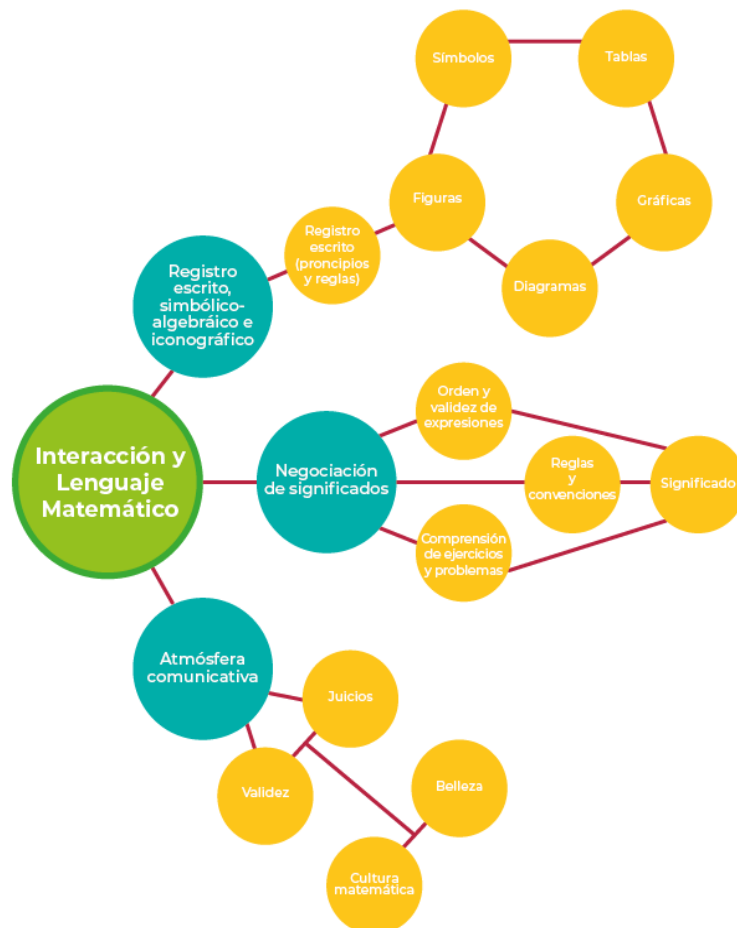 Símbolos
Tablas
Figuras
Gráficas
Registro
escrito
(proncipios
y reglas)
Diagramas
Registro
escrito,
simbólico-
algebráico e
iconográfico
Interacción y
Lenguaje
Matemático
Negociación
de significados
Orden y
validez de
expresiones
Reglas
y
convenciones
Significado
Comprensión
de ejercicios
y problemas
Atmósfera
comunicativa
Juicios
Validez
Belleza
Cultura
matemática